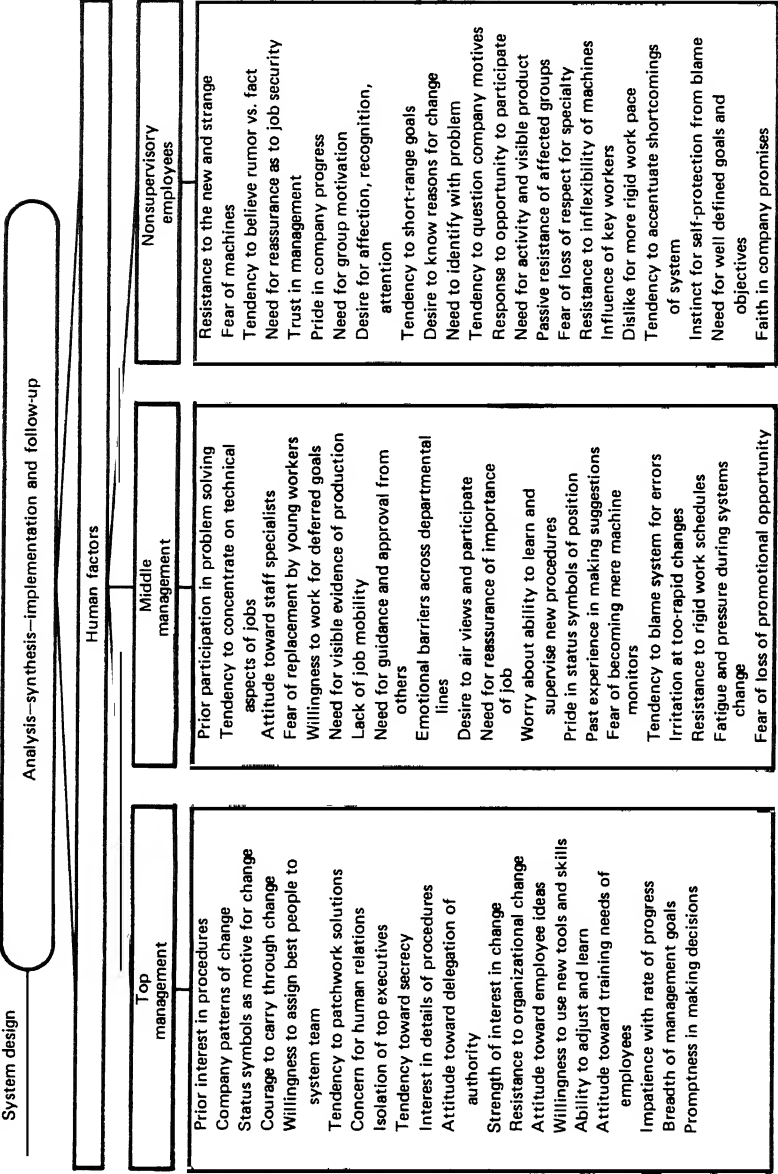 System design
Analysis—synthesis—implementation and follow-up
Human factors
Top
management
Prior interest in procedures
Company patterns of change
Status symbols as motive for change
Courage to carry through change
Willingness to assign best people to
system team
Tendency to patchwork solutions
Concern for human relations
Isolation of top executives
Tendency toward secrecy
Interest in details of procedures
Attitude toward delegation of
authority
Strength of interest in change
Resistance to organizational change
Attitude toward employee ideas
Willingness to use new tools and skills
Ability to adjust and learn
Attitude toward training needs of
employees
Impatience with rate of progress
Breadth of management goals
Promptness in making decisions
Middle
management
Prior participation in problem solving
Tendency to concentrate on technical
aspects of jobs
Attitude toward staff specialists
Fear of replacement by young workers
Willingness to work for deferred goals
Need for visible evidence of production
Lack of job mobility
Need for guidance and approval from
others
Emotional barriers across departmental
lines
Desire to air views and participate
Need for reassurance of importance
of job
Worry about ability to learn and
supervise new procedures
Pride in status symbols of position
Past experience in making suggestions
Fear of becoming mere machine
monitors
Tendency to blame system for errors
Irritation at too-rapid changes
Resistance to rigid work schedules
Fatigue and pressure during systems
change
Fear of loss of promotional opportunity
Nonsupervisory
employees
Resistance to the new and strange
Fear of machines
Tendency to believe rumor vs. fact
Need for reassurance as to job security
Trust in management
Pride in company progress
Need for group motivation
Desire for affection, recognition,
attention
Tendency to short-range goals
Desire to know reasons for change
Need to identify with problem
Tendency to question company motives
Response to opportunity to participate
Need for activity and visible product
Passive resistance of affected groups
Fear of loss of respect for specialty
Resistance to inflexibility of machines
Influence of key workers
Dislike for more rigid work pace
Tendency to accentuate shortcomings
of system
Instinct for self-protection from blame
Need for well defined goals and
objectives
Faith in company promises